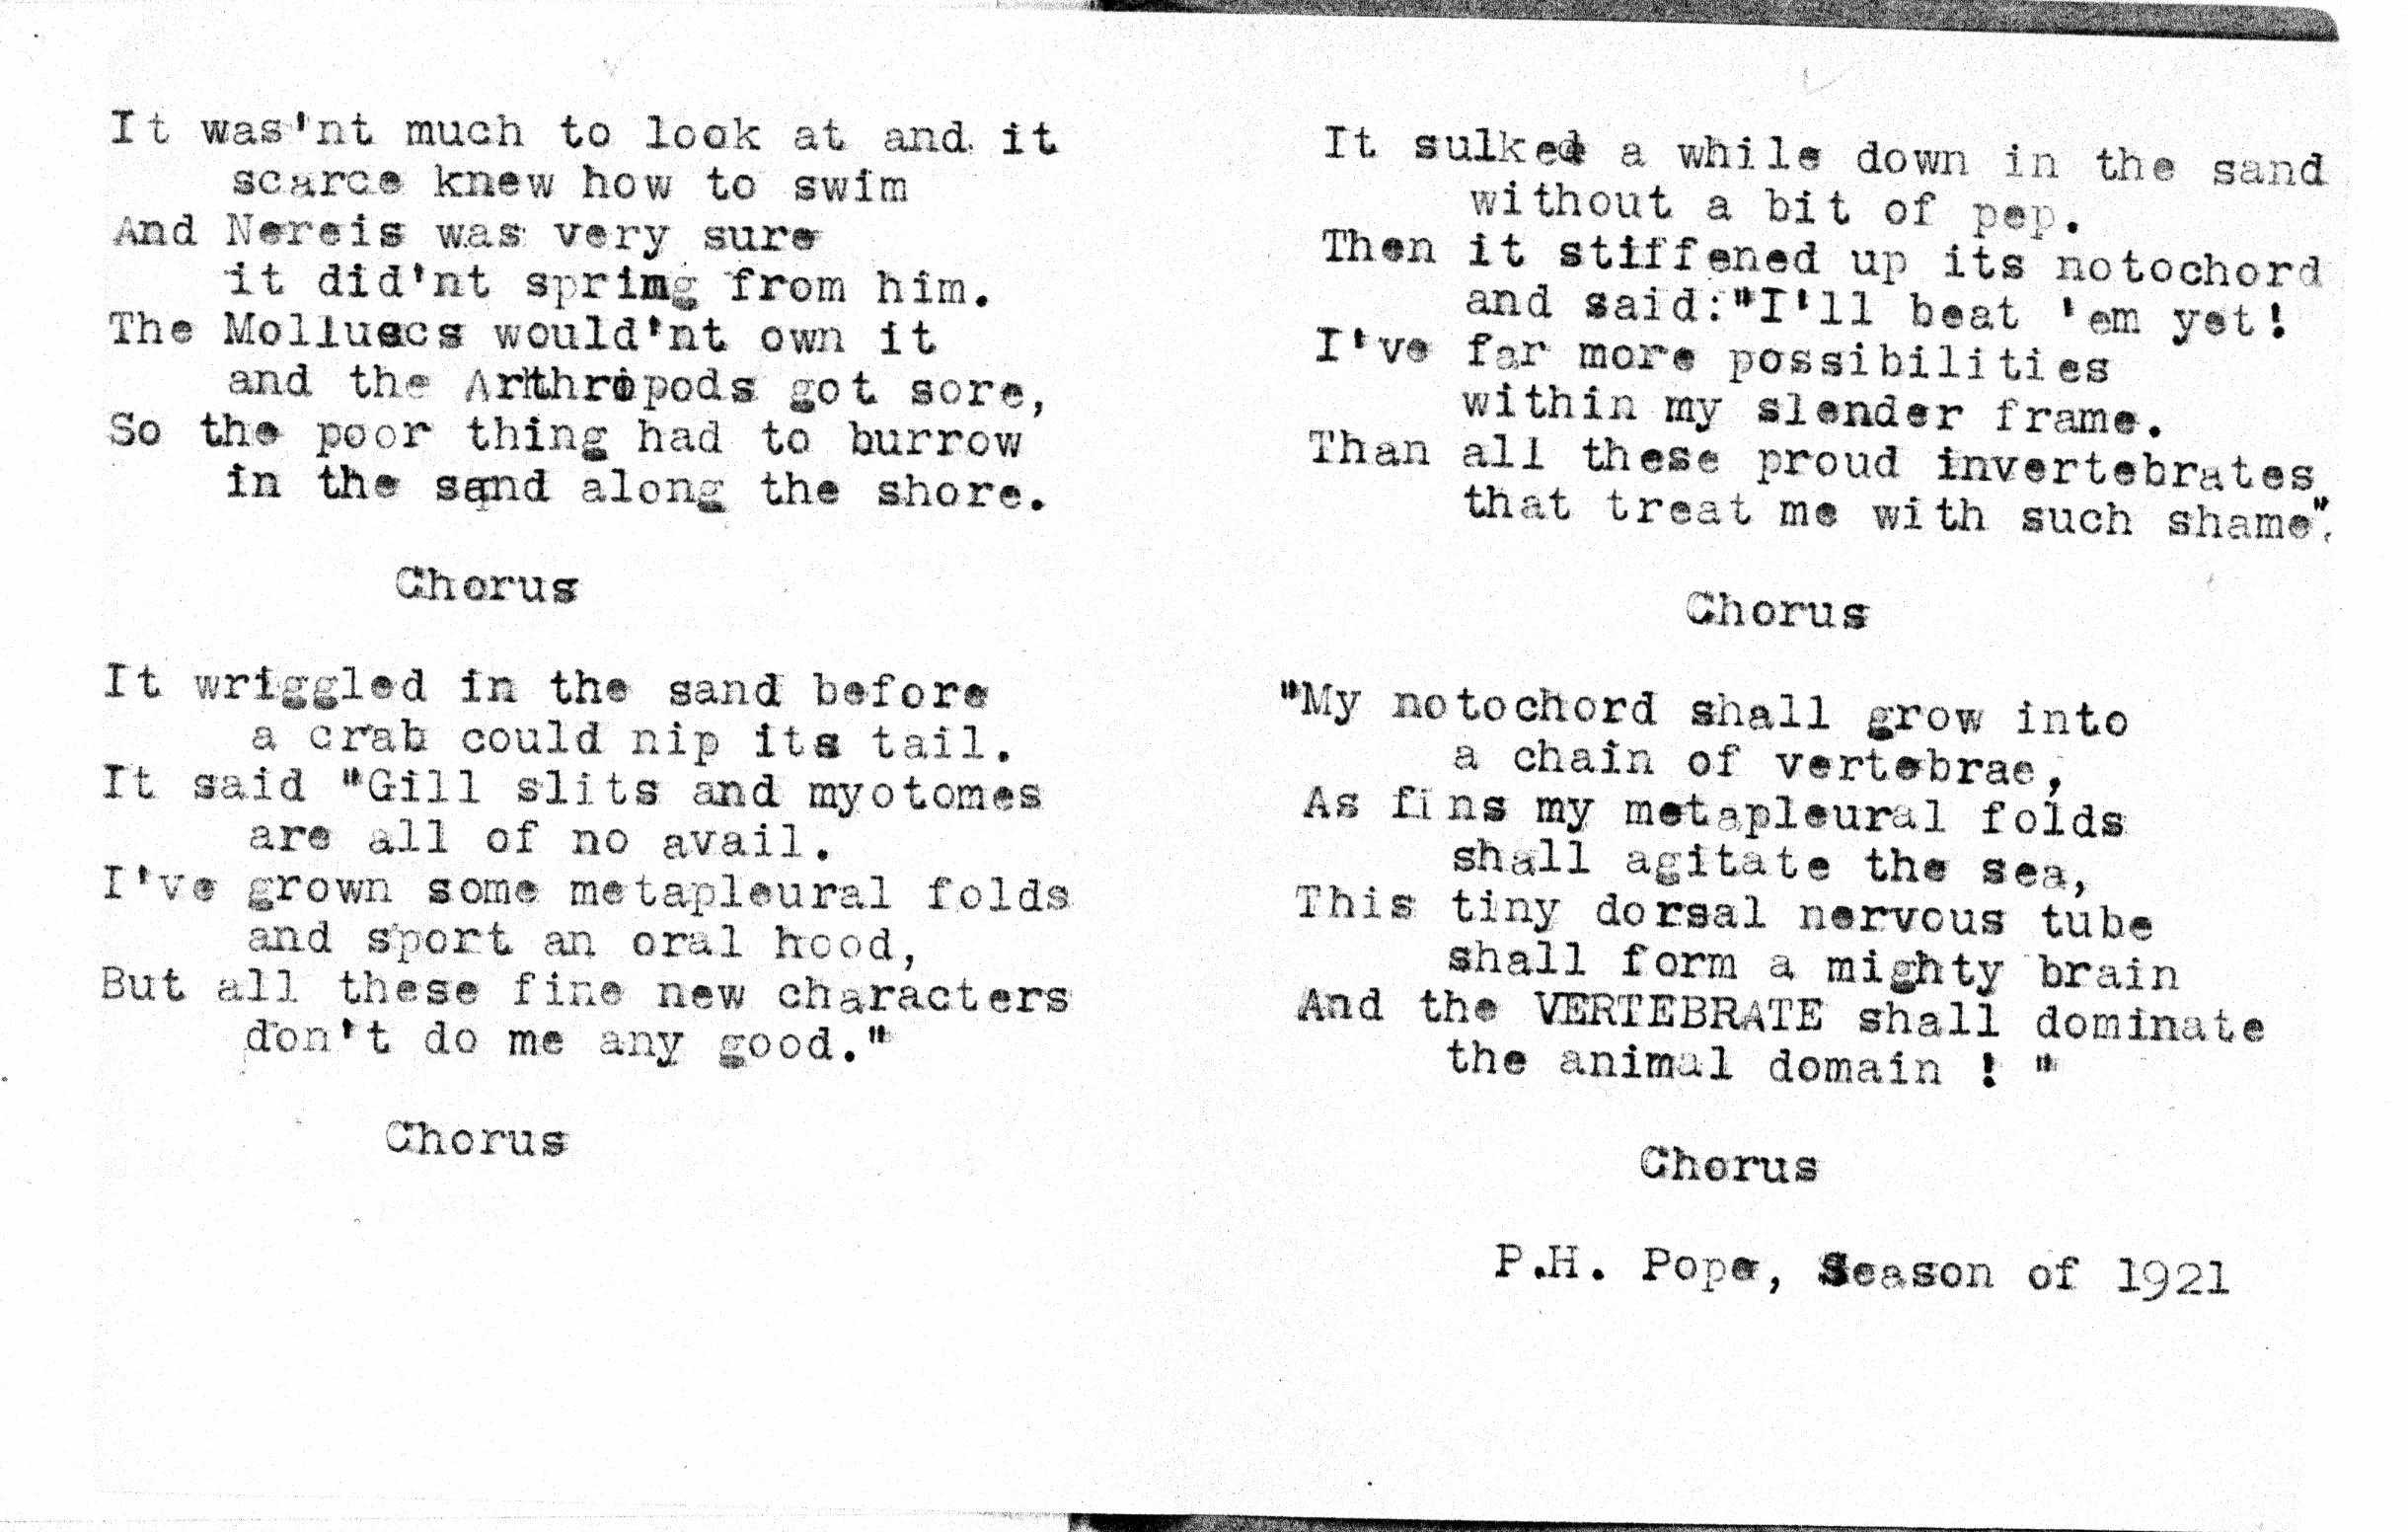 It was'nt much to look at and it
scarce knew how to swim
And Nereis was very sure
it did'nt spring from him.
The Molluscs would'nt own it
and the Arthropods got sore,
So the poor thing had to burrow
in the sand along the shore.
Chorus
It wriggled in the sand before
a crab could nip its tail.
It said "Gill slits and myotomes
are all of no avail.
I've grown some metapleural folds
and sport an oral hood,
But all these fine new characters
don't do me any good."
Chorus
It sulked a while down in the sand
without a bit of pep.
Then it stiffened up its notochord
and said:"I'll beat 'em yet!
I've far more possibilities
within my slender frame.
Than all these proud invertebrates
that treat me with such shame".
Chorus
"My notochord shall grow into
a chain of vertebrae,
As fins my metapleural folds
shall agitate the sea,
This tiny dorsal nervous tube
shall form a mighty brain
And the VERTEBRATE shall dominate
the animal domain ! "
Chorus
P.H. Pope, Season of 1921